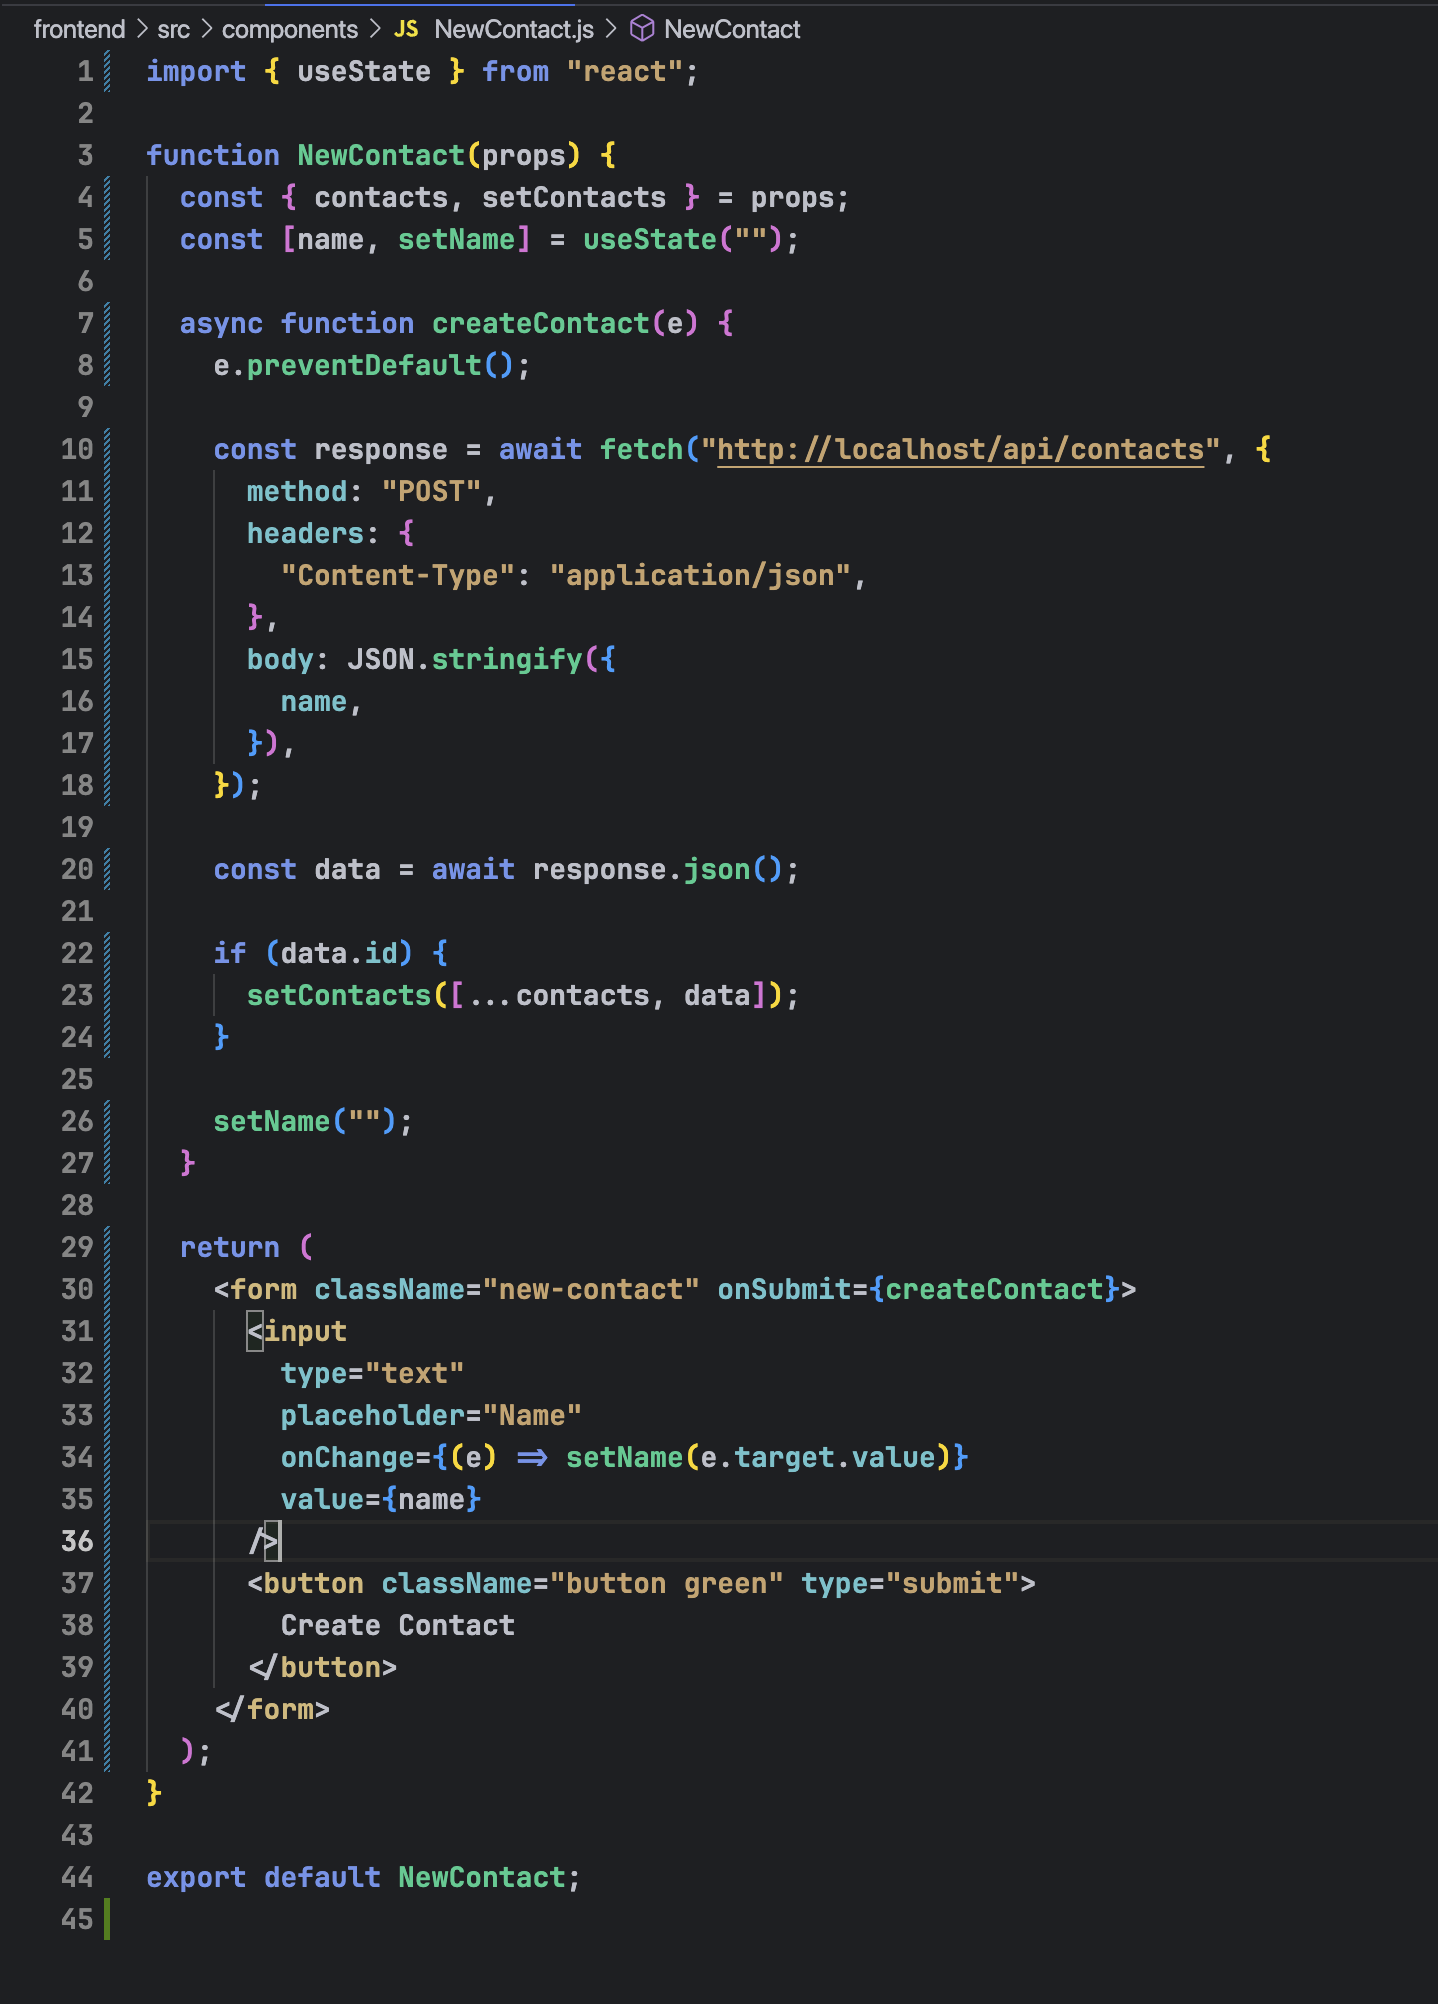 frontend > src > components > JS NewContact.js > NewContact
1 import { useState } from "react";
2
3 function NewContact(props) {
4   const { contacts, setContacts } = props;
5   const [name, setName] = useState("");
6
7   async function createContact(e) {
8     e.preventDefault();
9
10     const response = await fetch("http://localhost/api/contacts", {
11       method: "POST",
12       headers: {
13         "Content-Type": "application/json",
14       },
15       body: JSON.stringify({
16         name,
17       }),
18     });
19
20     const data = await response.json();
21
22     if (data.id) {
23       setContacts([...contacts, data]);
24     }
25
26     setName("");
27   }
28
29   return (
30     <form className="new-contact" onSubmit={createContact}>
31       <input
32         type="text"
33         placeholder="Name"
34         onChange={(e) => setName(e.target.value)}
35         value={name}
36       />
37       <button className="button green" type="submit">
38         Create Contact
39       </button>
40     </form>
41   );
42 }
43
44 export default NewContact;
45